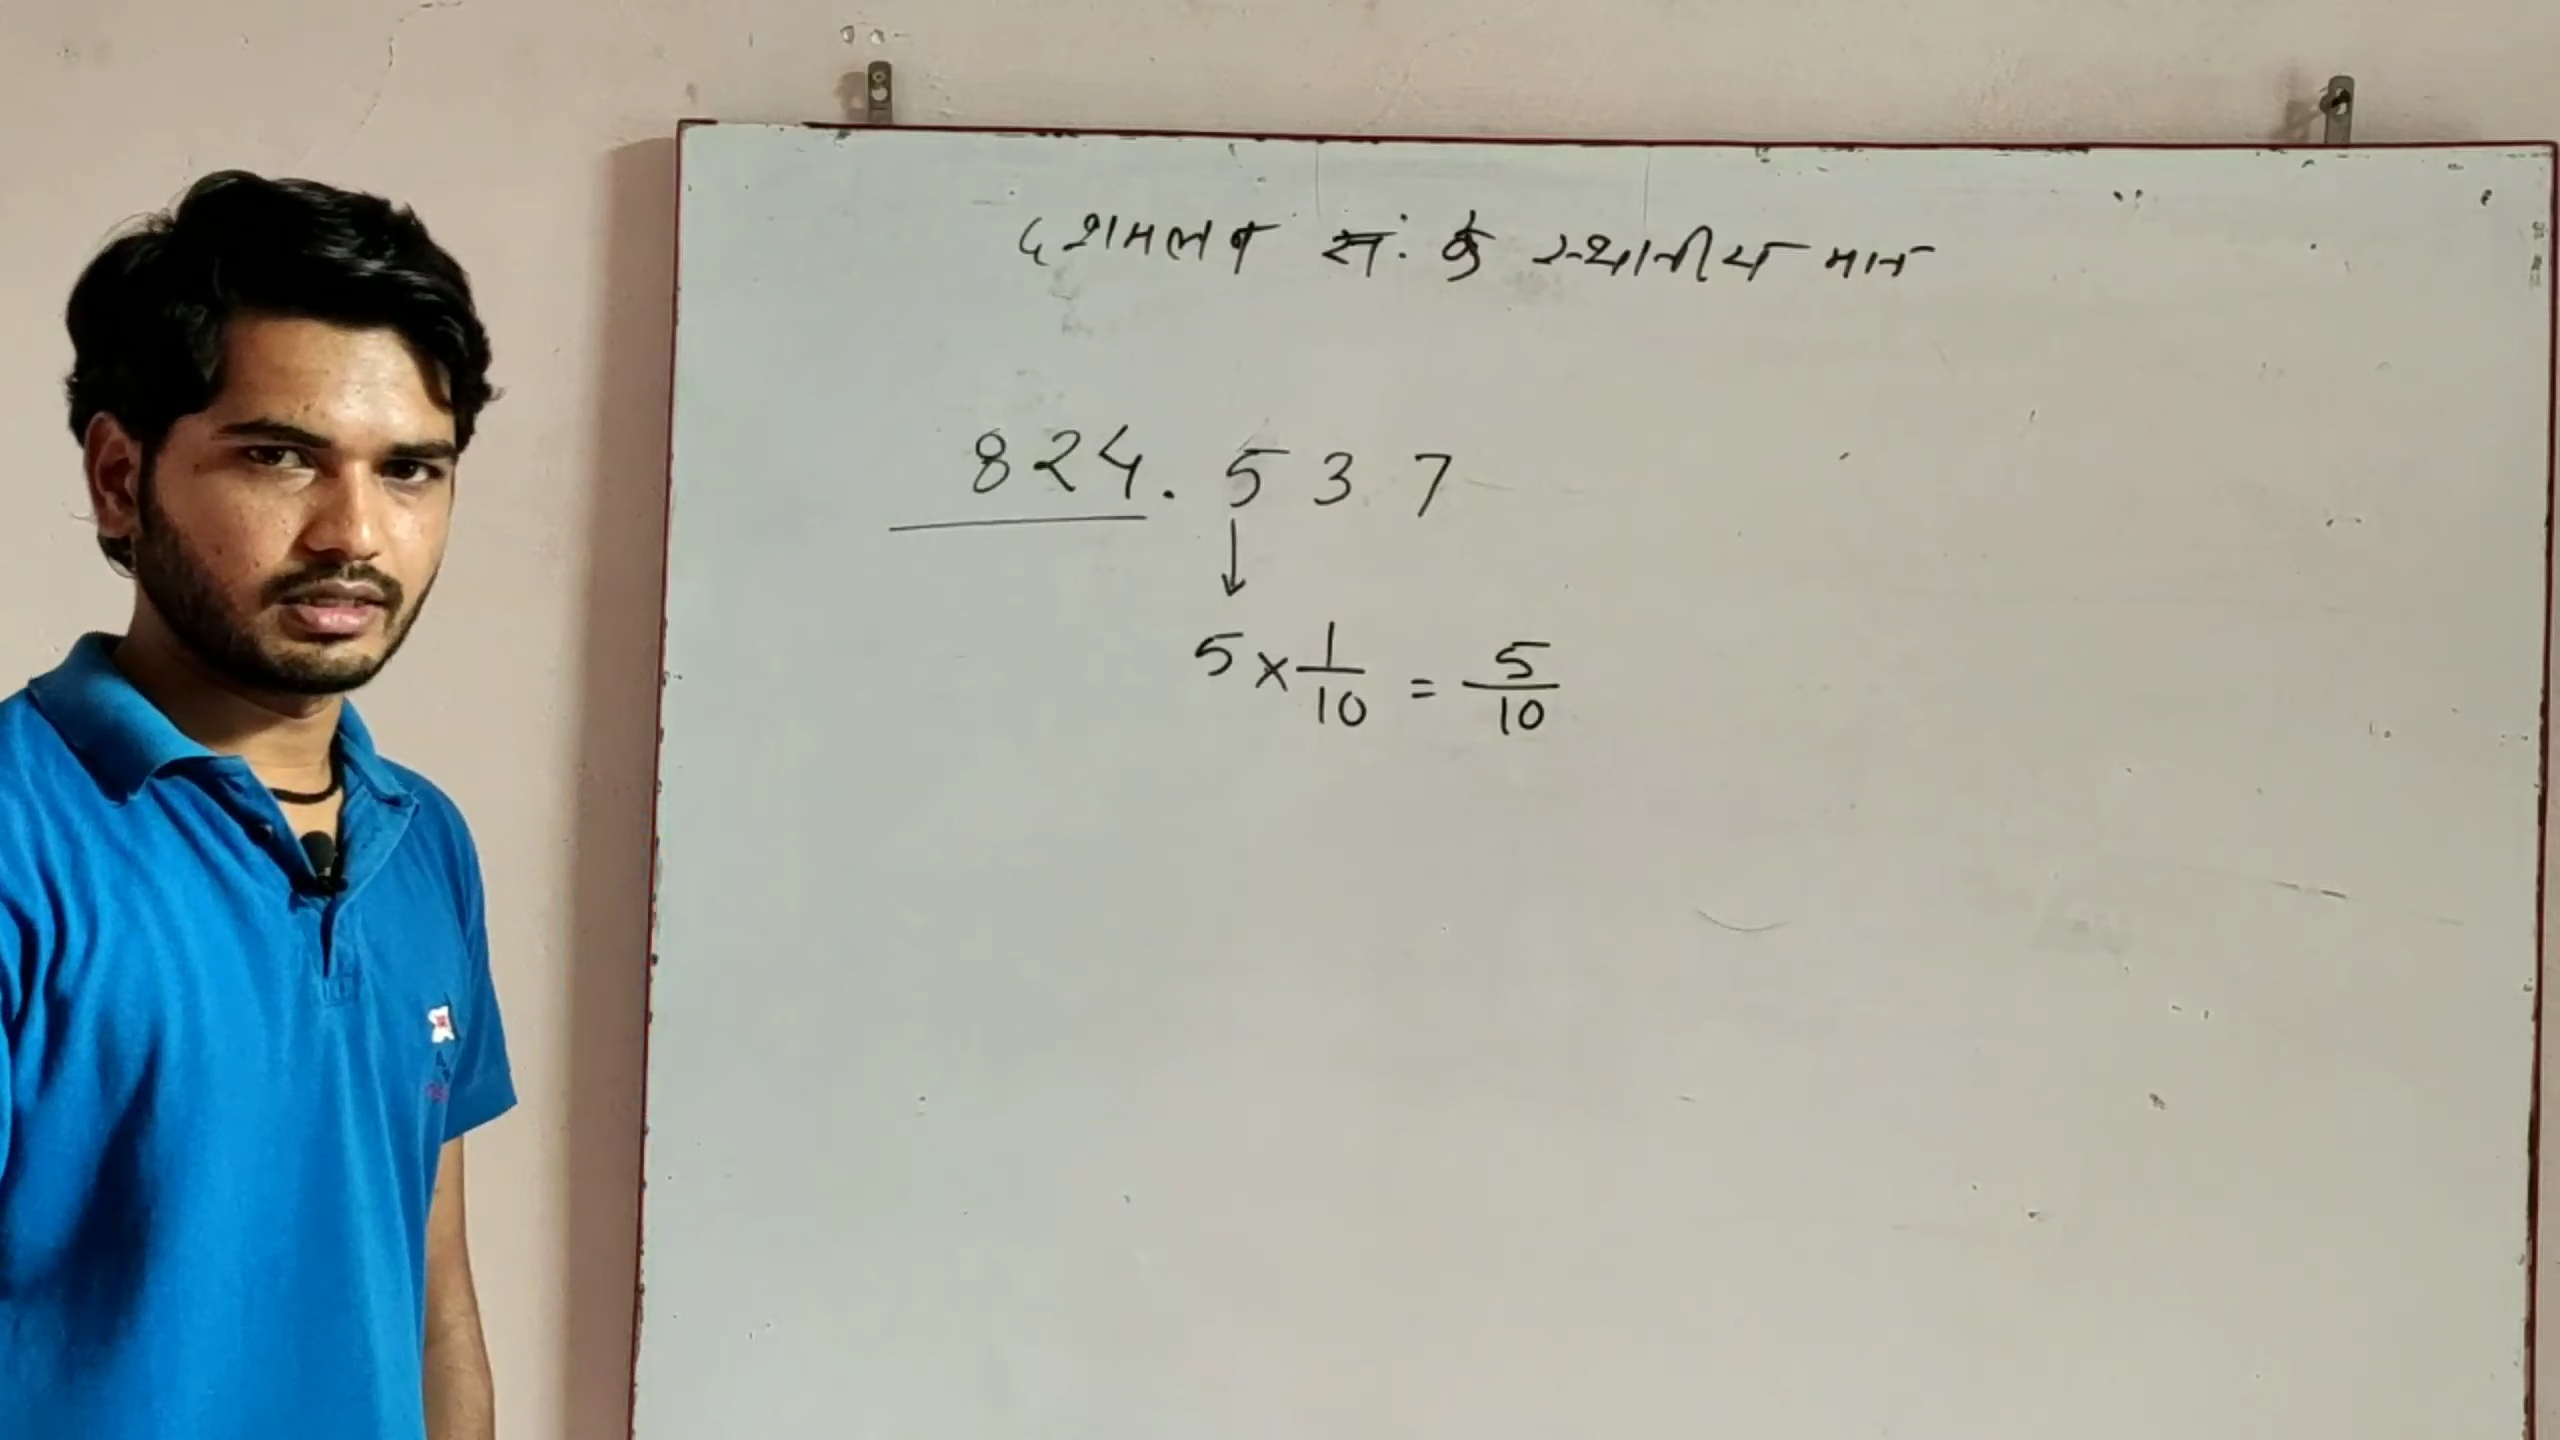 दशमलव सं. के स्थानीय मान
824. 537
↓
5 × 1/10 = 5/10